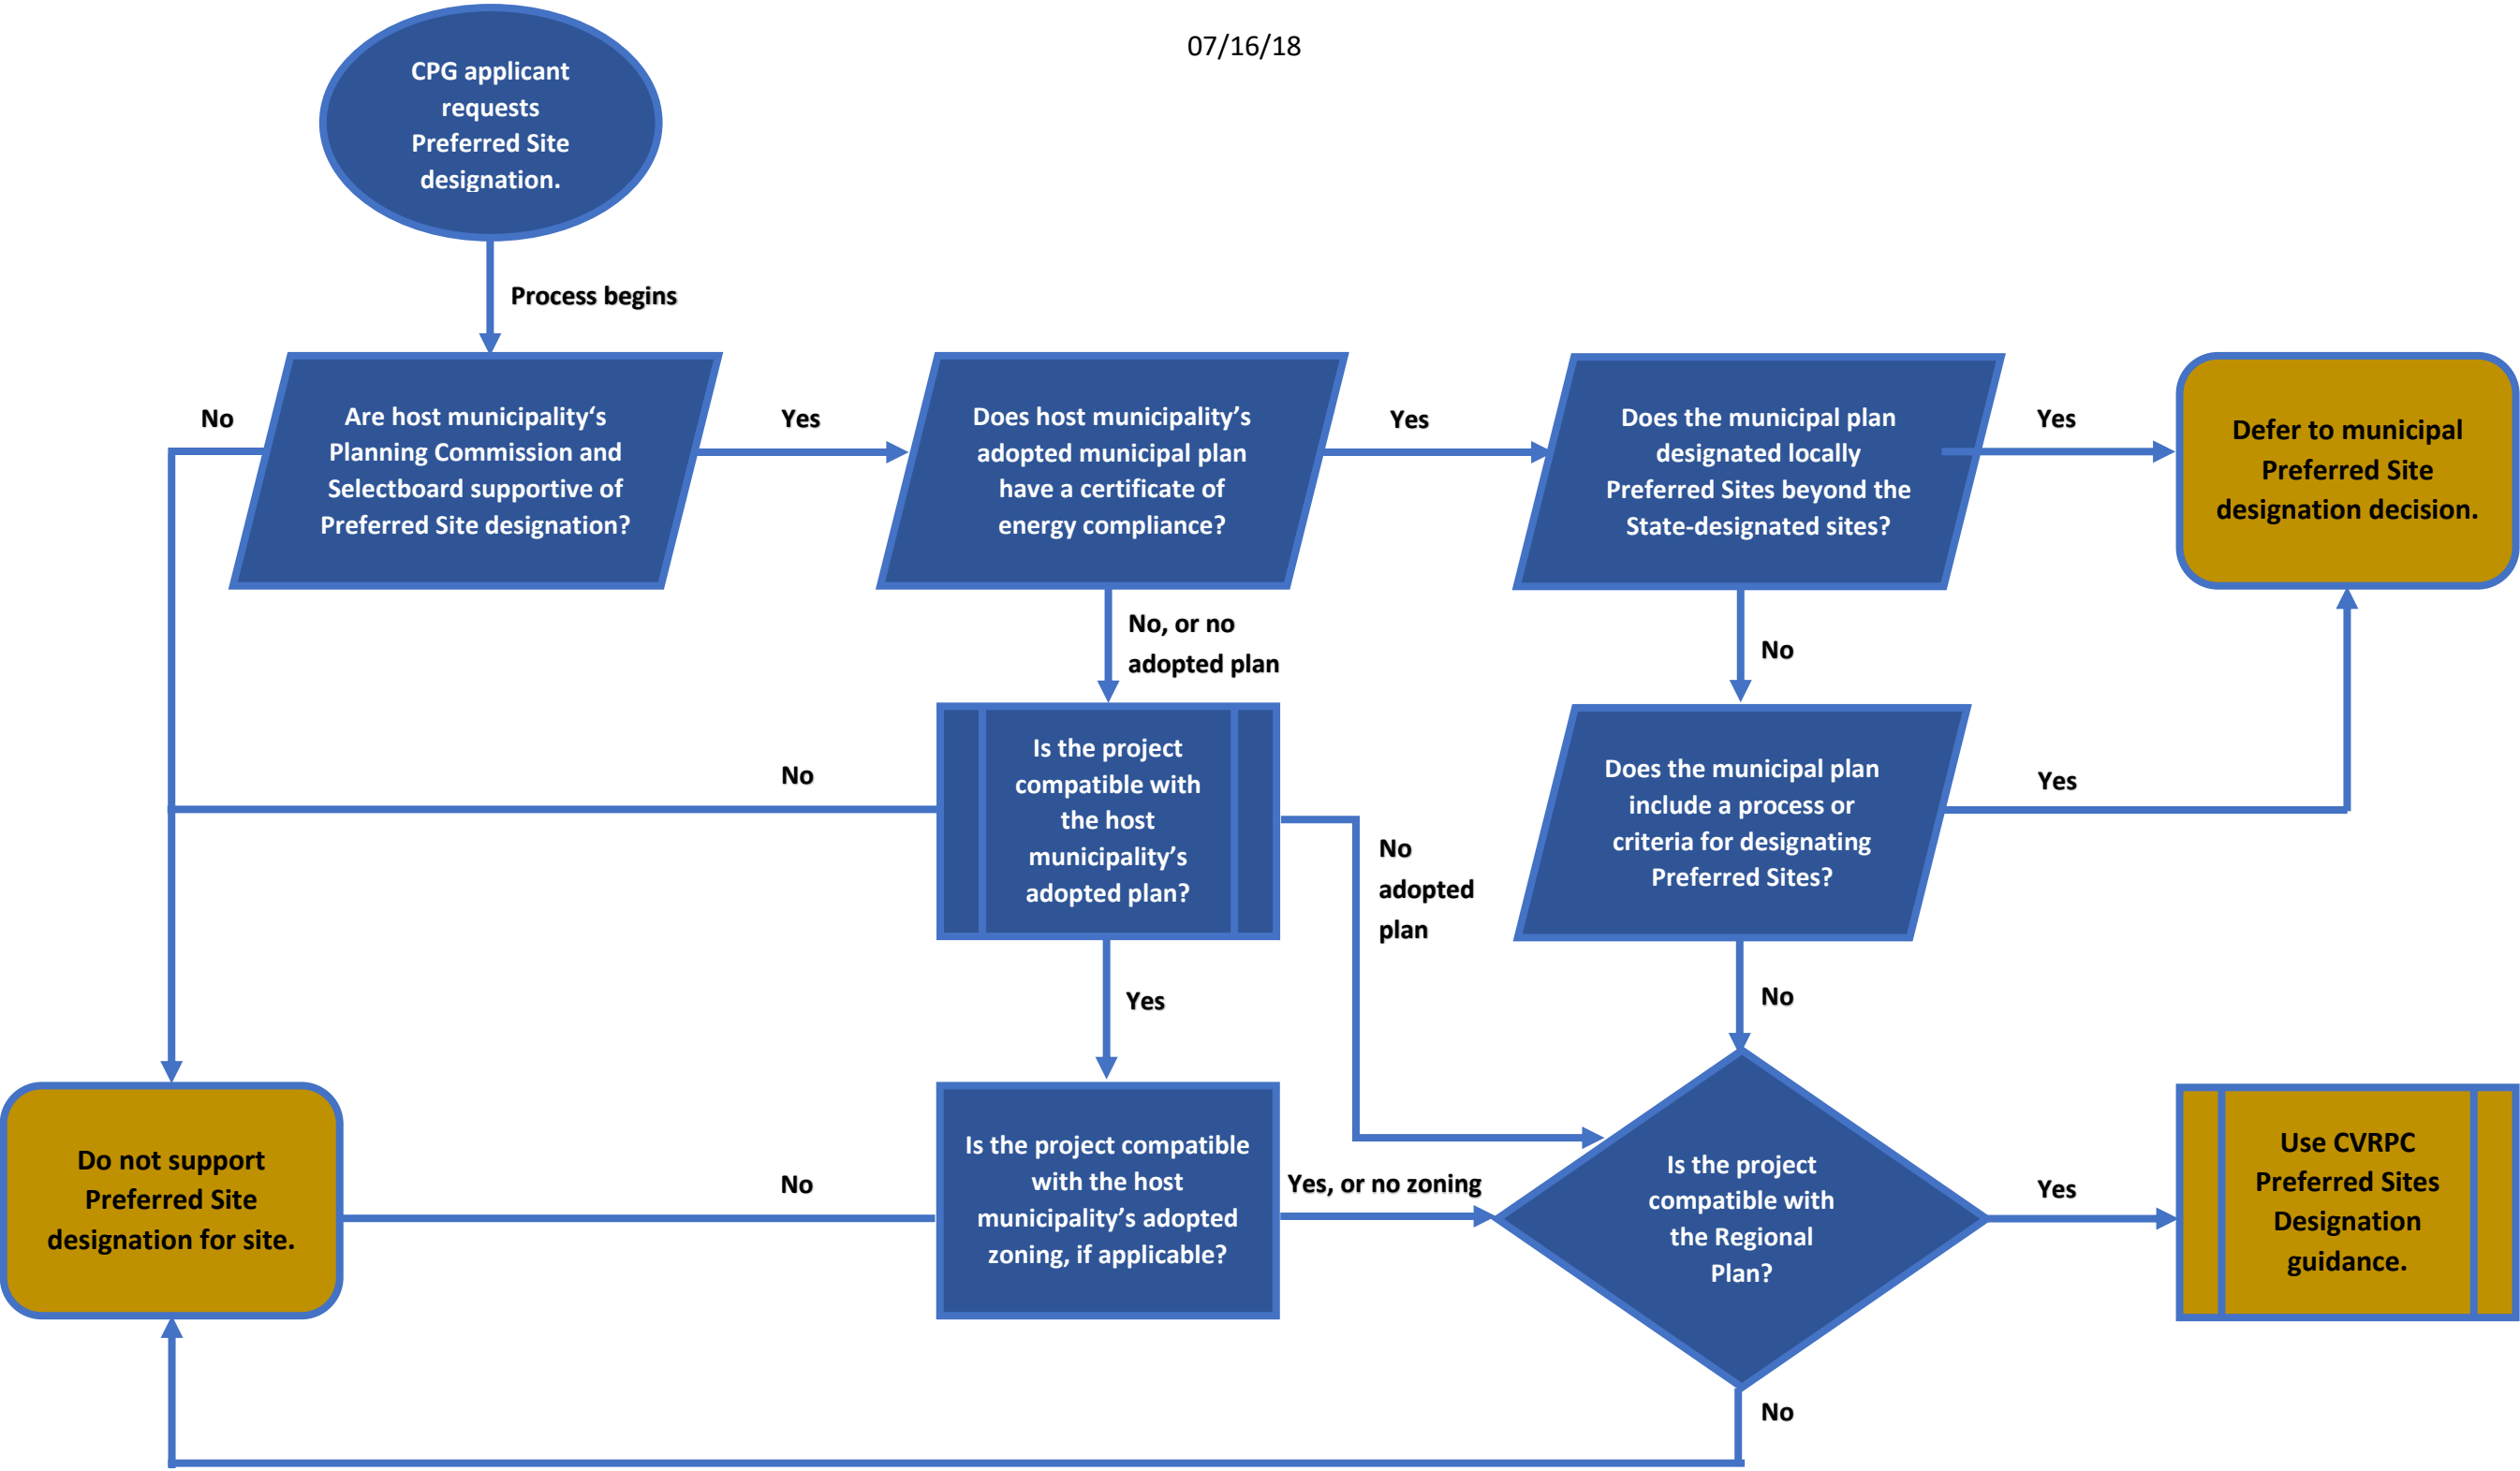 07/16/18
CPG applicant
requests
Preferred Site
designation.
Process begins
No
Are host municipality‘s
Planning Commission and
Selectboard supportive of
Preferred Site designation?
Yes
Does host municipality’s
adopted municipal plan
have a certificate of
energy compliance?
Yes
Does the municipal plan
designated locally
Preferred Sites beyond the
State-designated sites?
Yes
Defer to municipal
Preferred Site
designation decision.
No, or no
adopted plan
No
No
Is the project
compatible with
the host
municipality’s
adopted plan?
No
adopted
plan
Does the municipal plan
include a process or
criteria for designating
Preferred Sites?
Yes
Yes
No
Do not support
Preferred Site
designation for site.
No
Is the project compatible
with the host
municipality’s adopted
zoning, if applicable?
Yes, or no zoning
Is the project
compatible with
the Regional
Plan?
Yes
Use CVRPC
Preferred Sites
Designation
guidance.
No